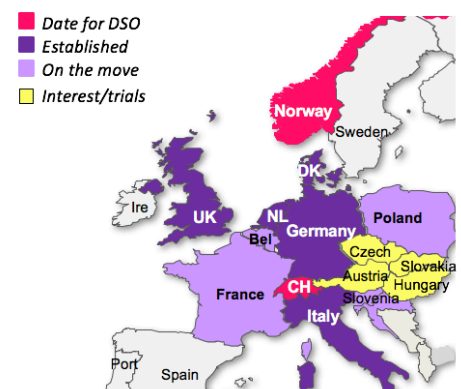 Date for DSO
Established
On the move
Interest/trials
Norway
Sweden
DK
Ire
UK
NL
Germany
Poland
Bel
Czech
Slovakia
Austria
Hungary
CH
Slovenia
France
Italy
Port
Spain